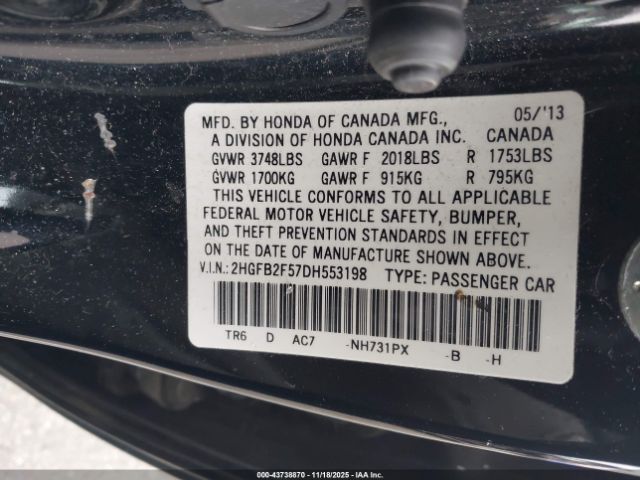 05/'13
MFD. BY HONDA OF CANADA MFG.,
A DIVISION OF HONDA CANADA INC. CANADA
GVWR 3748LBS GAWR F 2018LBS R 1753LBS
GVWR 1700KG GAWR F 915KG R 795KG
THIS VEHICLE CONFORMS TO ALL APPLICABLE
FEDERAL MOTOR VEHICLE SAFETY, BUMPER,
AND THEFT PREVENTION STANDARDS IN EFFECT
ON THE DATE OF MANUFACTURE SHOWN ABOVE.
V.I.N.: 2HGFB2F57DH553198 TYPE: PASSENGER CAR
TR6 D AC7 -NH731PX -B -H
000-43738870 - 11/18/2025 - IAA Inc.